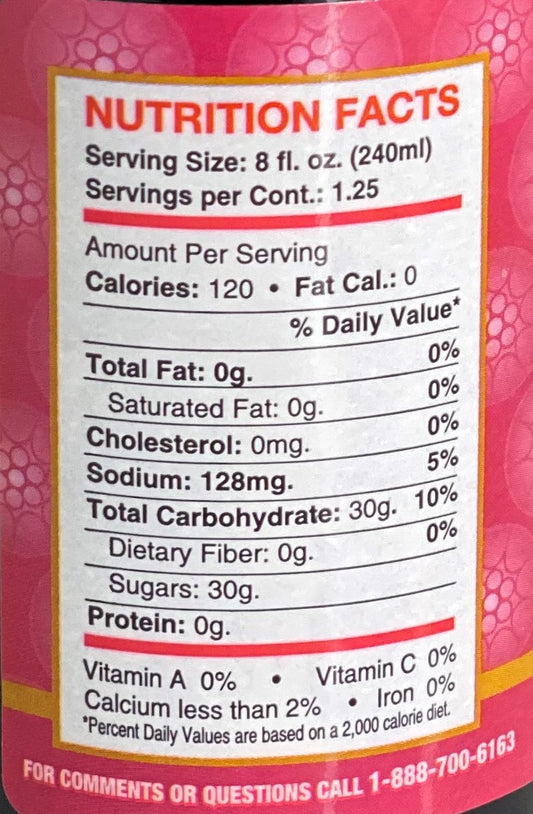 NUTRITION FACTS
Serving Size: 8 fl. oz. (240ml)
Servings per Cont.: 1.25
Amount Per Serving
Calories: 120 • Fat Cal.: 0
% Daily Value*
Total Fat: 0g. 0%
Saturated Fat: 0g. 0%
Cholesterol: 0mg. 0%
Sodium: 128mg. 5%
Total Carbohydrate: 30g. 10%
Dietary Fiber: 0g. 0%
Sugars: 30g.
Protein: 0g.
Vitamin A 0% • Vitamin C 0%
Calcium less than 2% • Iron 0%
*Percent Daily Values are based on a 2,000 calorie diet.
FOR COMMENTS OR QUESTIONS CALL 1-888-700-6163